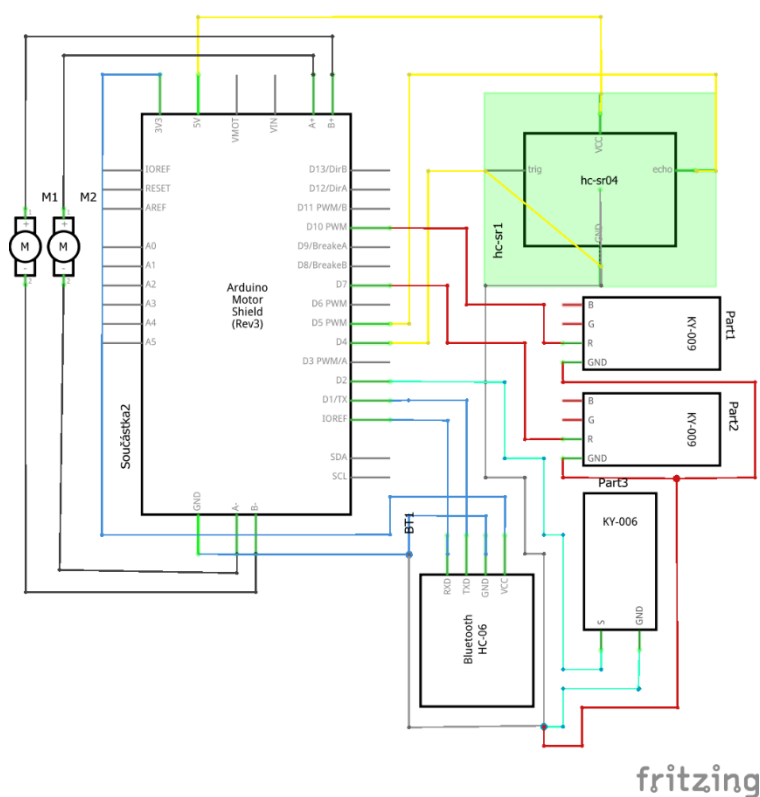 3V3
5V
VMOT
VIN
A+
B+
IOREF
RESET
AREF
A0
A1
A2
A3
A4
A5
D13/DirB
D12/DirA
D11 PWM/B
D10 PWM
D9/BreakeA
D8/BreakeB
D7
D6 PWM
D5 PWM
D4
D3 PWM/A
D2
D1/TX
IOREF
SDA
SCL
Arduino
Motor
Shield
(Rev3)
Součástka2
GND
A-
B-
M1
M2
+
M
-
1
2
+
M
-
1
2
VCC
trig
hc-sr04
echo
GND
hc-sr1
B
G
R
GND
KY-009
Part1
B
G
R
GND
KY-009
Part2
Part3
KY-006
S
GND
BT1
RXD
TXD
GND
VCC
Bluetooth
HC-06
fritzing